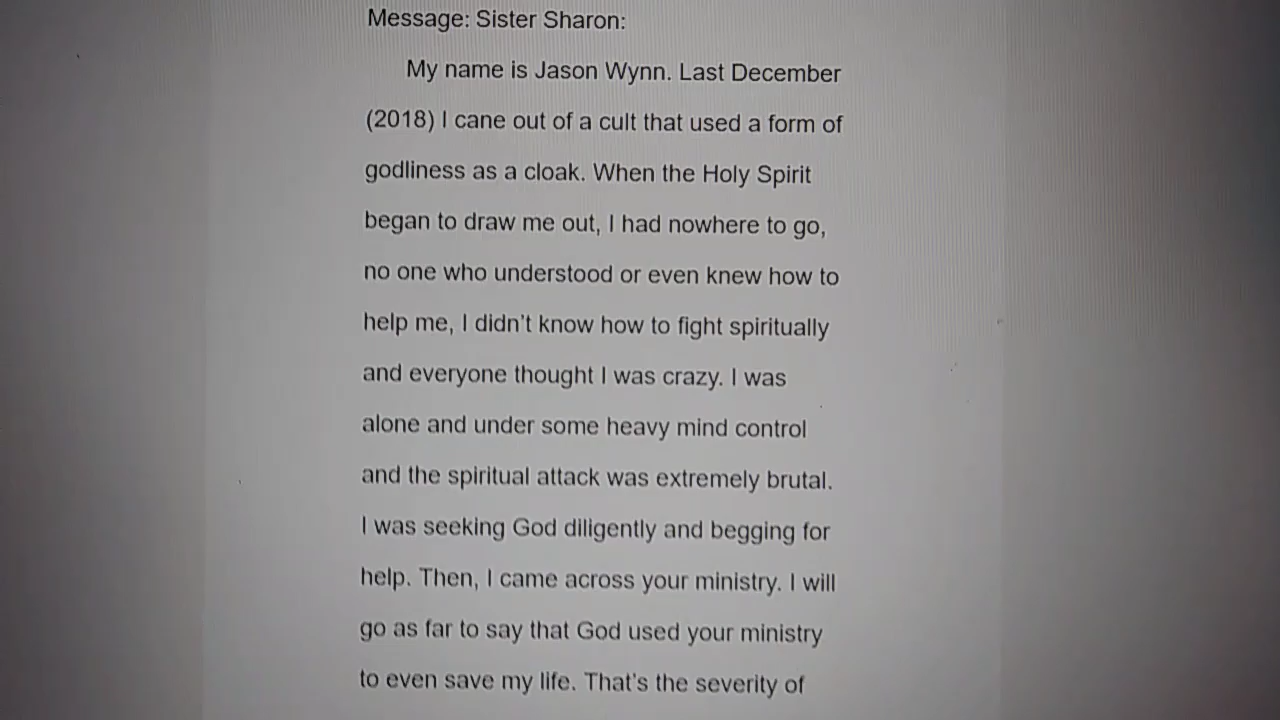 Message: Sister Sharon:
My name is Jason Wynn. Last December
(2018) I cane out of a cult that used a form of
godliness as a cloak. When the Holy Spirit
began to draw me out, I had nowhere to go,
no one who understood or even knew how to
help me, I didn't know how to fight spiritually
and everyone thought I was crazy. I was
alone and under some heavy mind control
and the spiritual attack was extremely brutal.
I was seeking God diligently and begging for
help. Then, I came across your ministry. I will
go as far to say that God used your ministry
to even save my life. That's the severity of